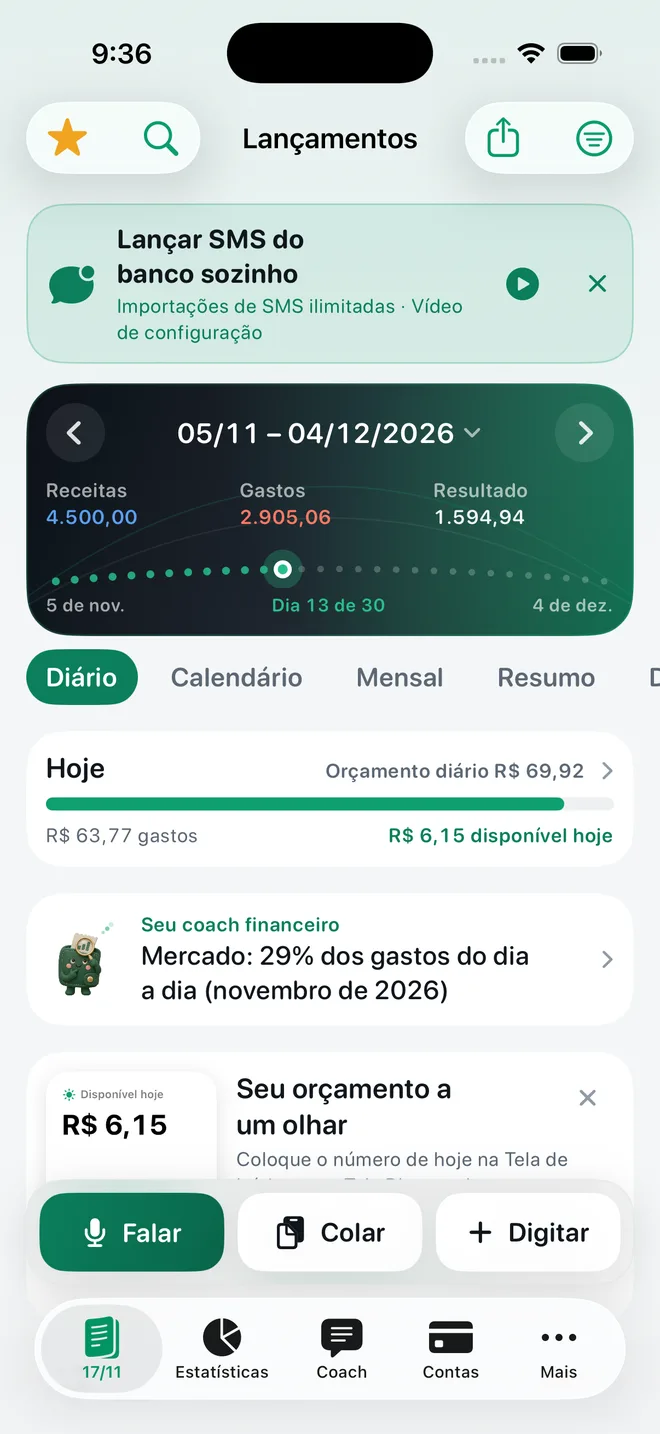 9:36
Lançamentos
Lançar SMS do
banco sozinho
Importações de SMS ilimitadas · Vídeo
de configuração
05/11 – 04/12/2026
Receitas
Gastos
Resultado
4.500,00
2.905,06
1.594,94
5 de nov.
Dia 13 de 30
4 de dez.
Diário
Calendário
Mensal
Resumo
Hoje
Orçamento diário R$ 69,92
R$ 63,77 gastos
R$ 6,15 disponível hoje
Seu coach financeiro
Mercado: 29% dos gastos do dia
a dia (novembro de 2026)
Disponível hoje
R$ 6,15
Seu orçamento a
um olhar
Coloque o número de hoje na Tela de
Falar
Colar
Digitar
17/11
Estatísticas
Coach
Contas
Mais